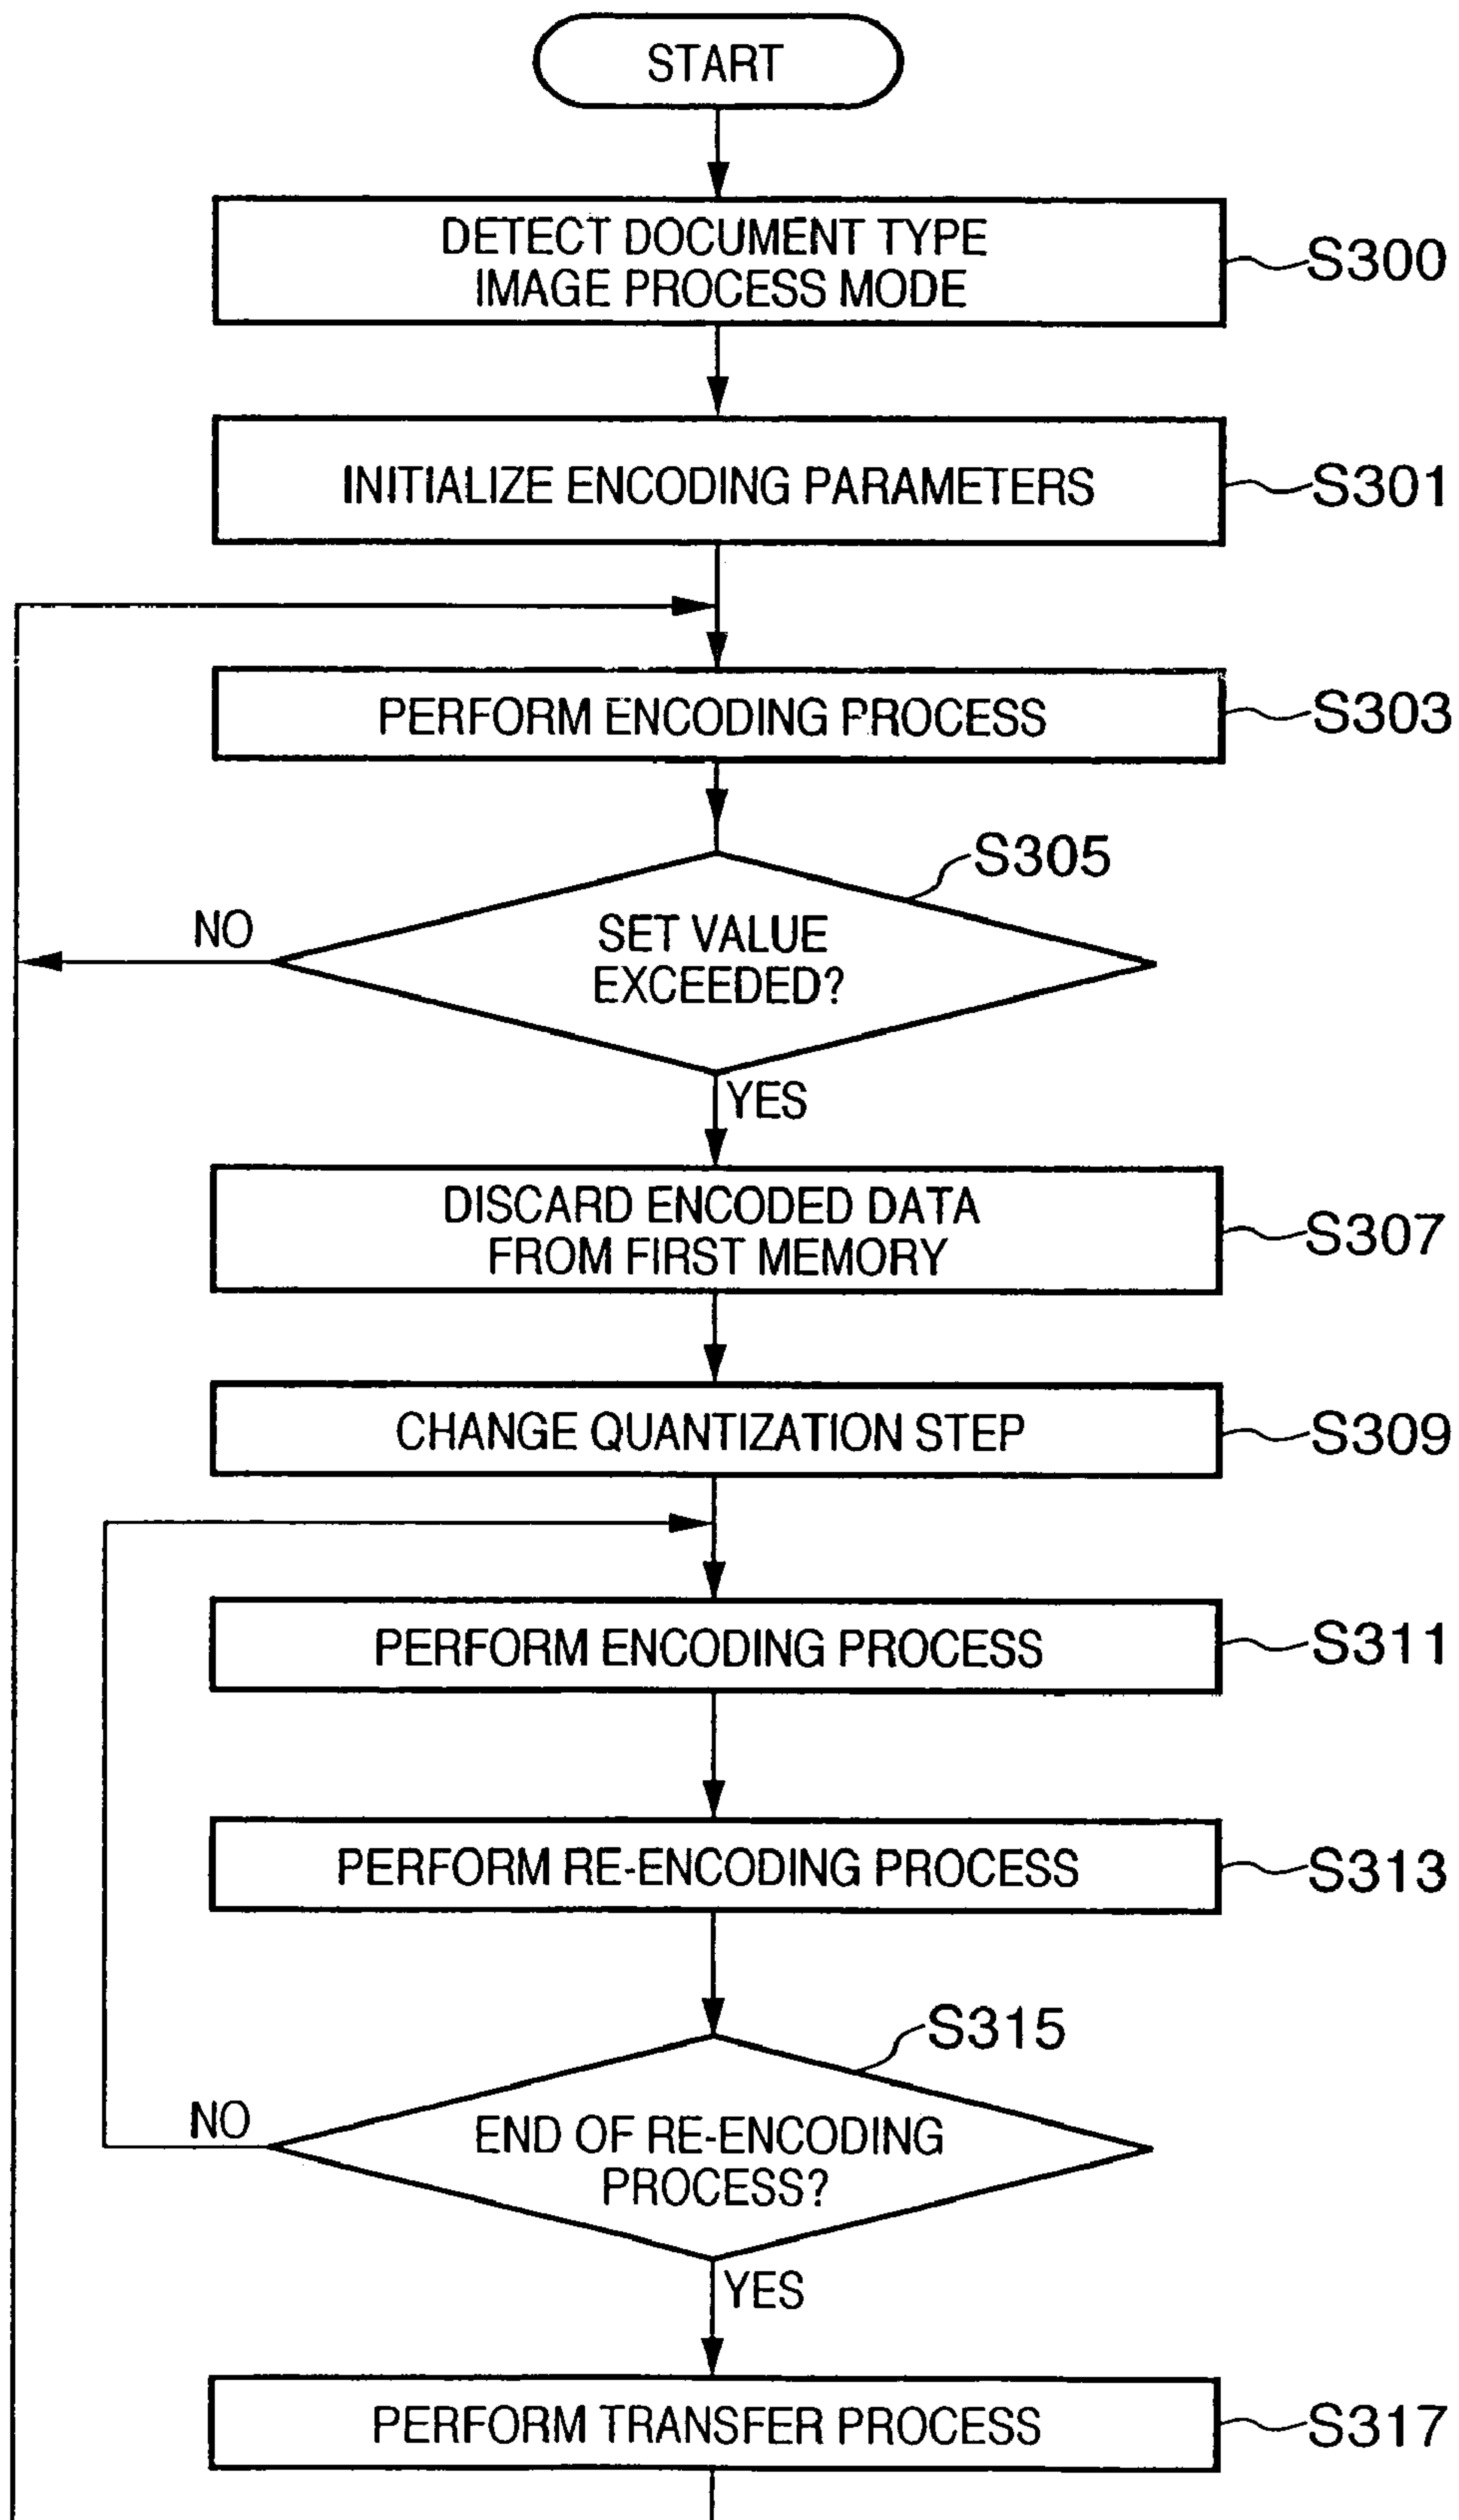 START
DETECT DOCUMENT TYPE
IMAGE PROCESS MODE
S300
INITIALIZE ENCODING PARAMETERS
S301
PERFORM ENCODING PROCESS
S303
S305
NO
SET VALUE
EXCEEDED?
YES
DISCARD ENCODED DATA
FROM FIRST MEMORY
S307
CHANGE QUANTIZATION STEP
S309
PERFORM ENCODING PROCESS
S311
PERFORM RE-ENCODING PROCESS
S313
S315
NO
END OF RE-ENCODING
PROCESS?
YES
PERFORM TRANSFER PROCESS
S317